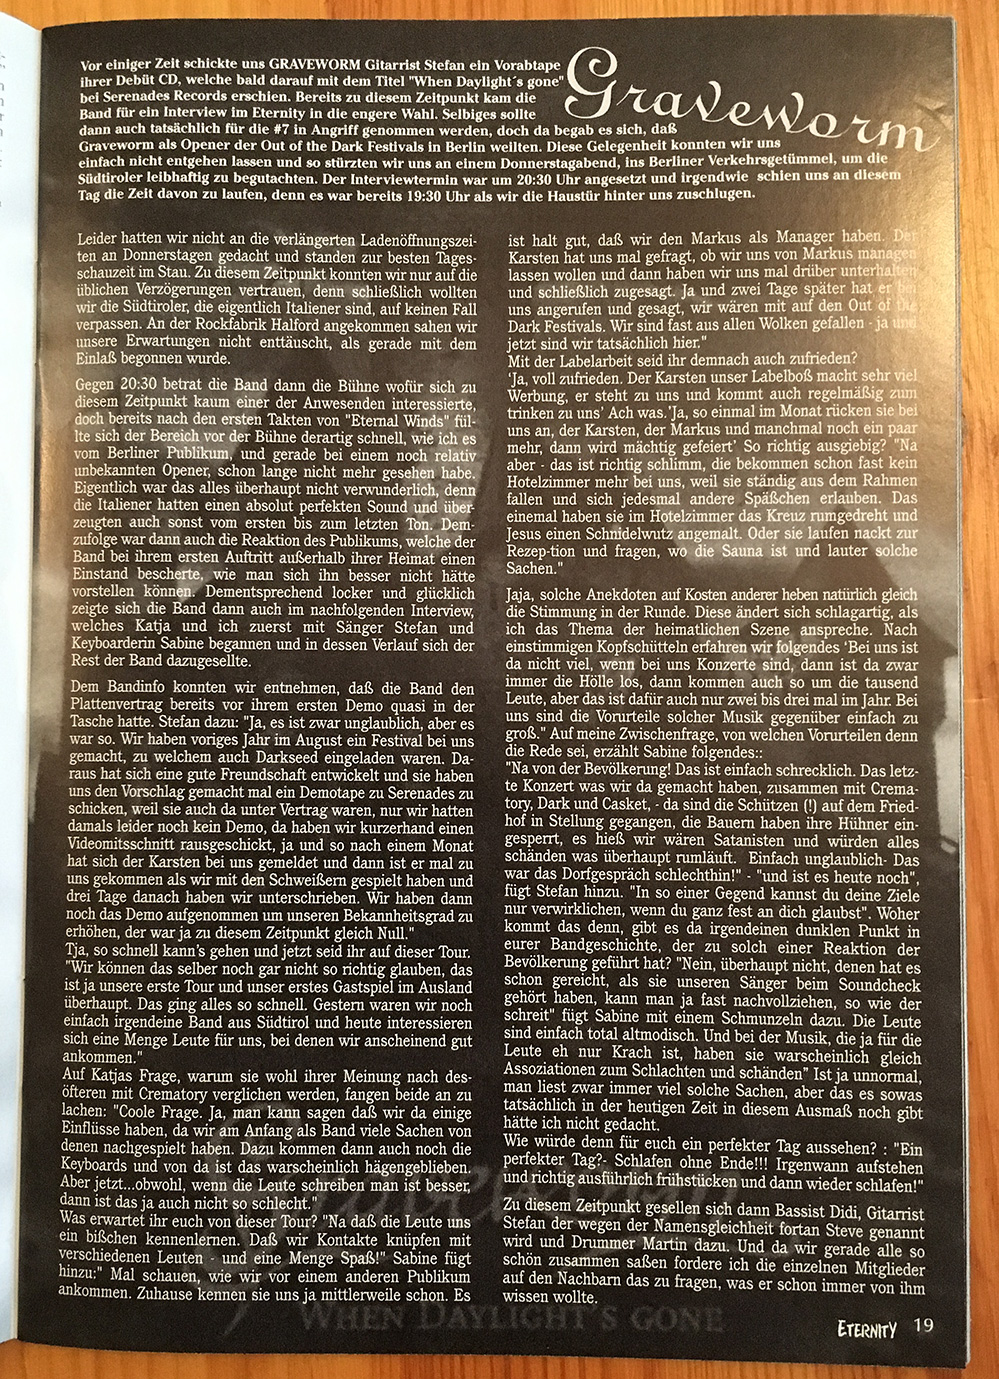 Graveworm
Vor einiger Zeit schickte uns GRAVEWORM Gitarrist Stefan ein Vorabtape
ihrer Debüt CD, welche bald darauf mit dem Titel "When Daylight´s gone"
bei Serenades Records erschien. Bereits zu diesem Zeitpunkt kam die
Band für ein Interview im Eternity in die engere Wahl. Selbiges sollte
dann auch tatsächlich für die #7 in Angriff genommen werden, doch da begab es sich, daß
Graveworm als Opener der Out of the Dark Festivals in Berlin weilten. Diese Gelegenheit konnten wir uns
einfach nicht entgehen lassen und so stürzten wir uns an einem Donnerstagabend, ins Berliner Verkehrsgetümmel, um die
Südtiroler leibhaftig zu begutachten. Der Interviewtermin war um 20:30 Uhr angesetzt und irgendwie schien uns an diesem
Tag die Zeit davon zu laufen, denn es war bereits 19:30 Uhr als wir die Haustür hinter uns zuschlugen.
Leider hatten wir nicht an die verlängerten Ladenöffnungszei-
ten an Donnerstagen gedacht und standen zur besten Tages-
schauzeit im Stau. Zu diesem Zeitpunkt konnten wir nur auf die
üblichen Verzögerungen vertrauen, denn schließlich wollten
wir die Südtiroler, die eigentlich Italiener sind, auf keinen Fall
verpassen. An der Rockfabrik Halford angekommen sahen wir
unsere Erwartungen nicht enttäuscht, als gerade mit dem
Einlaß begonnen wurde.
Gegen 20:30 betrat die Band dann die Bühne wofür sich zu
diesem Zeitpunkt kaum einer der Anwesenden interessierte,
doch bereits nach den ersten Takten von "Eternal Winds" fül-
lte sich der Bereich vor der Bühne derartig schnell, wie ich es
vom Berliner Publikum, und gerade bei einem noch relativ
unbekannten Opener, schon lange nicht mehr gesehen habe.
Eigentlich war das alles überhaupt nicht verwunderlich, denn
die Italiener hatten einen absolut perfekten Sound und über-
zeugten auch sonst vom ersten bis zum letzten Ton. Dem-
zufolge war dann auch die Reaktion des Publikums, welche der
Band bei ihrem ersten Auftritt außerhalb ihrer Heimat einen
Einstand bescherte, wie man sich ihn besser nicht hätte
vorstellen können. Dementsprechend locker und glücklich
zeigte sich die Band dann auch im nachfolgenden Interview,
welches Katja und ich zuerst mit Sänger Stefan und
Keyboarderin Sabine begannen und in dessen Verlauf sich der
Rest der Band dazugesellte.
Dem Bandinfo konnten wir entnehmen, daß die Band den
Plattenvertrag bereits vor ihrem ersten Demo quasi in der
Tasche hatte. Stefan dazu: "Ja, es ist zwar unglaublich, aber es
war so. Wir haben voriges Jahr im August ein Festival bei uns
gemacht, zu welchem auch Darkseed eingeladen waren. Da-
raus hat sich eine gute Freundschaft entwickelt und sie haben
uns den Vorschlag gemacht mal ein Demotape zu Serenades zu
schicken, weil sie auch da unter Vertrag waren, nur wir hatten
damals leider noch kein Demo, da haben wir kurzerhand einen
Videomitsschnitt rausgeschickt, ja und so nach einem Monat
hat sich der Karsten bei uns gemeldet und dann ist er mal zu
uns gekommen als wir mit den Schweißern gespielt haben und
drei Tage danach haben wir unterschrieben. Wir haben dann
noch das Demo aufgenommen um unseren Bekannheitsgrad zu
erhöhen, der war ja zu diesem Zeitpunkt gleich Null."
Tja, so schnell kann's gehen und jetzt seid ihr auf dieser Tour.
"Wir können das selber noch gar nicht so richtig glauben, das
ist ja unsere erste Tour und unser erstes Gastspiel im Ausland
überhaupt. Das ging alles so schnell. Gestern waren wir noch
einfach irgendeine Band aus Südtirol und heute interessieren
sich eine Menge Leute für uns, bei denen wir anscheinend gut
ankommen."
Auf Katjas Frage, warum sie wohl ihrer Meinung nach des-
öfteren mit Crematory verglichen werden, fangen beide an zu
lachen: "Coole Frage. Ja, man kann sagen daß wir da einige
Einflüsse haben, da wir am Anfang als Band viele Sachen von
denen nachgespielt haben. Dazu kommen dann auch noch die
Keyboards und von da ist das warscheinlich hägengeblieben.
Aber jetzt...obwohl, wenn die Leute schreiben man ist besser,
dann ist das ja auch nicht so schlecht."
Was erwartet ihr euch von dieser Tour? "Na daß die Leute uns
ein bißchen kennenlernen. Daß wir Kontakte knüpfen mit
verschiedenen Leuten - und eine Menge Spaß!" Sabine fügt
hinzu:" Mal schauen, wie wir vor einem anderen Publikum
ankommen. Zuhause kennen sie uns ja mittlerweile schon. Es
ist halt gut, daß wir den Markus als Manager haben. Der
Karsten hat uns mal gefragt, ob wir uns von Markus managen
lassen wollen und dann haben wir uns mal drüber unterhalten
und schließlich zugesagt. Ja und zwei Tage später hat er bei
uns angerufen und gesagt, wir wären mit auf den Out of the
Dark Festivals. Wir sind fast aus allen Wolken gefallen - ja und
jetzt sind wir tatsächlich hier."
Mit der Labelarbeit seid ihr demnach auch zufrieden?
'Ja, voll zufrieden. Der Karsten unser Labelboß macht sehr viel
Werbung, er steht zu uns und kommt auch regelmäßig zum
trinken zu uns' Ach was.'Ja, so einmal im Monat rücken sie bei
uns an, der Karsten, der Markus und manchmal noch ein paar
mehr, dann wird mächtig gefeiert' So richtig ausgiebig? "Na
aber - das ist richtig schlimm, die bekommen schon fast kein
Hotelzimmer mehr bei uns, weil sie ständig aus dem Rahmen
fallen und sich jedesmal andere Späßchen erlauben. Das
einemal haben sie im Hotelzimmer das Kreuz rumgedreht und
Jesus einen Schnidelwutz angemalt. Oder sie laufen nackt zur
Rezep-tion und fragen, wo die Sauna ist und lauter solche
Sachen."
Jaja, solche Anekdoten auf Kosten anderer heben natürlich gleich
die Stimmung in der Runde. Diese ändert sich schlagartig, als
ich das Thema der heimatlichen Szene anspreche. Nach
einstimmigen Kopfschütteln erfahren wir folgendes 'Bei uns ist
da nicht viel, wenn bei uns Konzerte sind, dann ist da zwar
immer die Hölle los, dann kommen auch so um die tausend
Leute, aber das ist dafür auch nur zwei bis drei mal im Jahr. Bei
uns sind die Vorurteile solcher Musik gegenüber einfach zu
groß." Auf meine Zwischenfrage, von welchen Vorurteilen denn
die Rede sei, erzählt Sabine folgendes::
"Na von der Bevölkerung! Das ist einfach schrecklich. Das letz-
te Konzert was wir da gemacht haben, zusammen mit Crema-
tory, Dark und Casket, - da sind die Schützen (!) auf dem Fried-
hof in Stellung gegangen, die Bauern haben ihre Hühner ein-
gesperrt, es hieß wir wären Satanisten und würden alles
schänden was überhaupt rumläuft. Einfach unglaublich- Das
war das Dorfgespräch schlechthin!" - "und ist es heute noch",
fügt Stefan hinzu. "In so einer Gegend kannst du deine Ziele
nur verwirklichen, wenn du ganz fest an dich glaubst". Woher
kommt das denn, gibt es da irgendeinen dunklen Punkt in
eurer Bandgeschichte, der zu solch einer Reaktion der
Bevölkerung geführt hat? "Nein, überhaupt nicht, denen hat es
schon gereicht, als sie unseren Sänger beim Soundcheck
gehört haben, kann man ja fast nachvollziehen, so wie der
schreit" fügt Sabine mit einem Schmunzeln dazu. Die Leute
sind einfach total altmodisch. Und bei der Musik, die ja für die
Leute eh nur Krach ist, haben sie warscheinlich gleich
Assoziationen zum Schlachten und schänden" Ist ja unnormal,
man liest zwar immer viel solche Sachen, aber das es sowas
tatsächlich in der heutigen Zeit in diesem Ausmaß noch gibt
hätte ich nicht gedacht.
Wie würde denn für euch ein perfekter Tag aussehen? : "Ein
perfekter Tag?- Schlafen ohne Ende!!! Irgenwann aufstehen
und richtig ausführlich frühstücken und dann wieder schlafen!"
Zu diesem Zeitpunkt gesellen sich dann Bassist Didi, Gitarrist
Stefan der wegen der Namensgleichheit fortan Steve genannt
wird und Drummer Martin dazu. Und da wir gerade alle so
schön zusammen saßen fordere ich die einzelnen Mitglieder
auf den Nachbarn das zu fragen, was er schon immer von ihm
wissen wollte.
Graveworm
WHEN DAYLIGHT'S GONE
ETERNITY 19